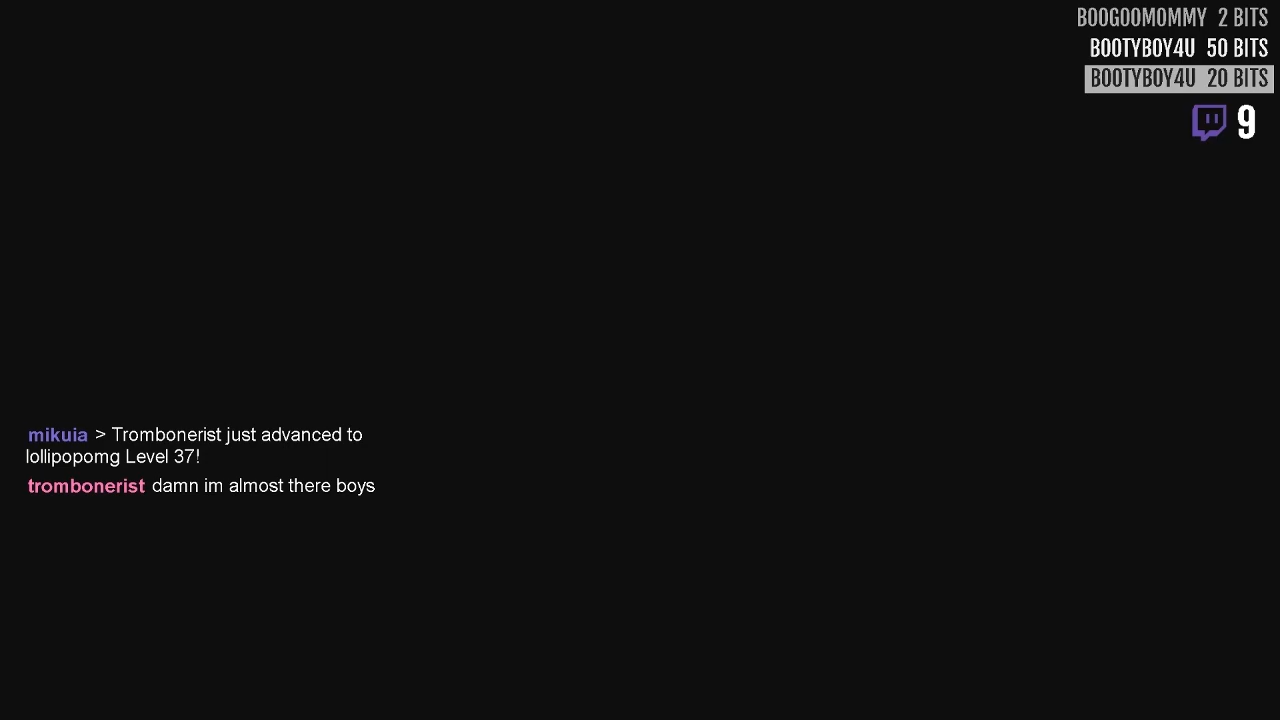 BOOGOOMOMMY 2 BITS
BOOTYBOY4U 50 BITS
BOOTYBOY4U 20 BITS
9
mikuia > Trombonerist just advanced to
lollipopomg Level 37!
trombonerist damn im almost there boys